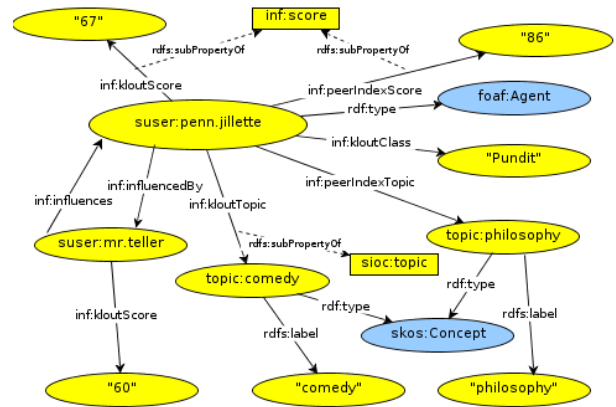 inf:score
"67"
rdfs:subPropertyOf
rdfs:subPropertyOf
"86"
inf:kloutScore
inf:peerIndexScore
foaf:Agent
rdf:type
suser:penn.jillette
inf:kloutClass
"Pundit"
inf:peerIndexTopic
inf:influencedBy
inf:influences
inf:kloutTopic
suser:mr.teller
topic:philosophy
rdfs:subPropertyOf
sioc:topic
topic:comedy
rdf:type
rdf:type
inf:kloutScore
rdfs:label
rdfs:label
skos:Concept
"60"
"comedy"
"philosophy"